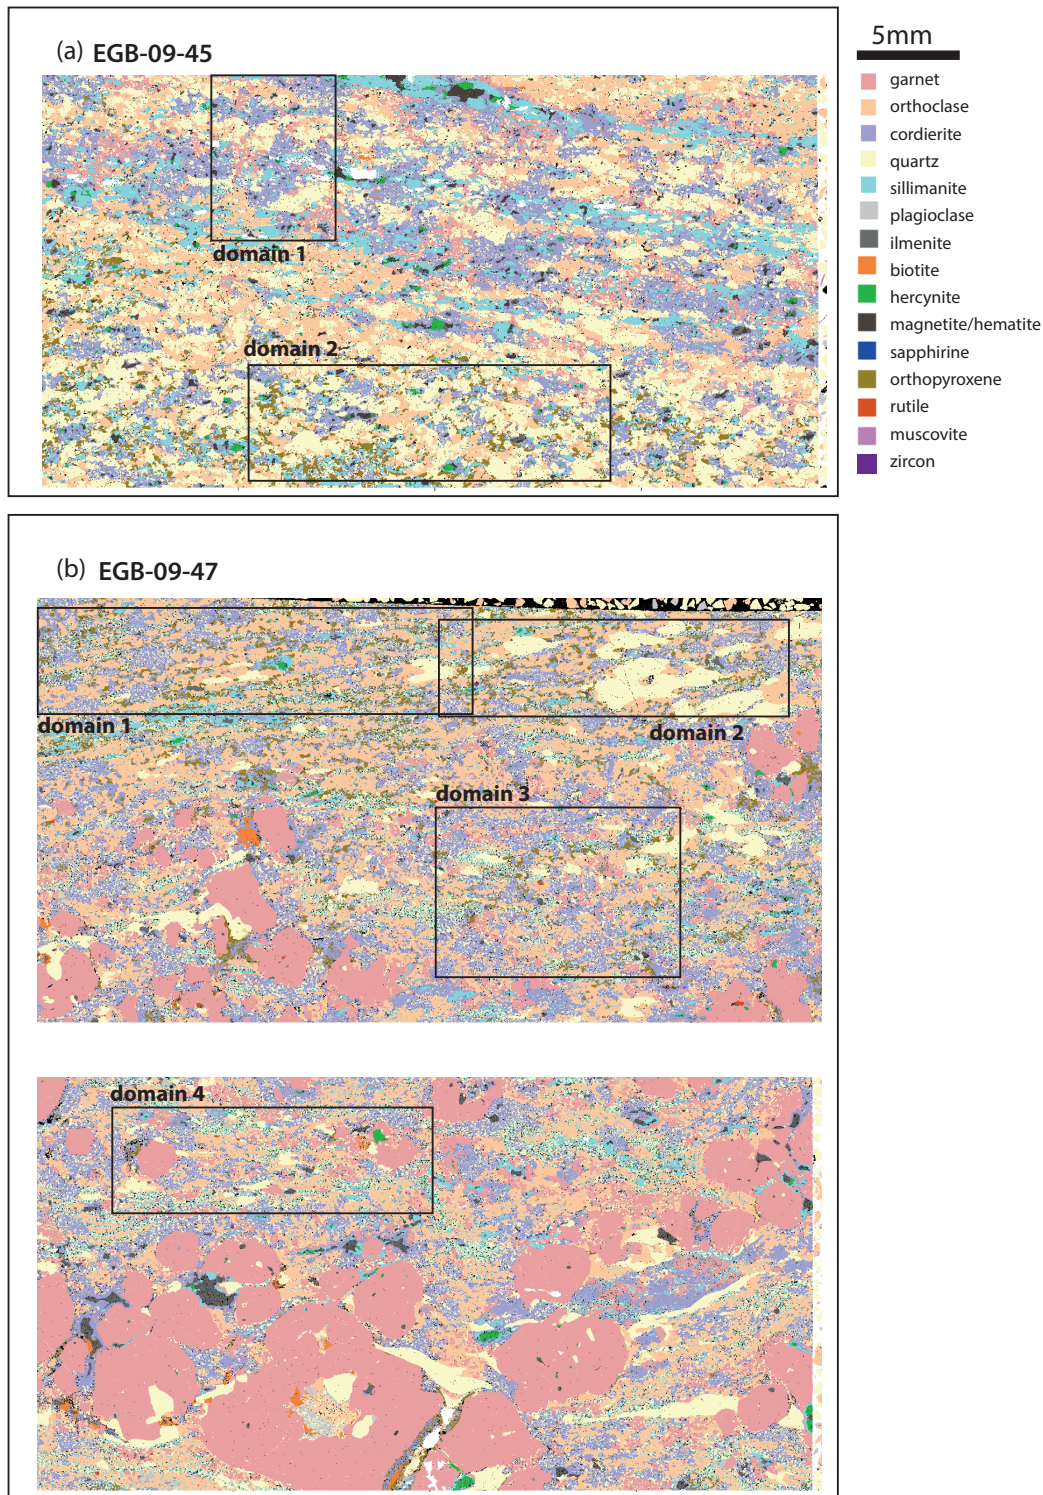 (a) EGB-09-45
domain 1
domain 2
5mm
garnet
orthoclase
cordierite
quartz
sillimanite
plagioclase
ilmenite
biotite
hercynite
magnetite/hematite
sapphirine
orthopyroxene
rutile
muscovite
zircon
(b) EGB-09-47
domain 1
domain 2
domain 3
domain 4